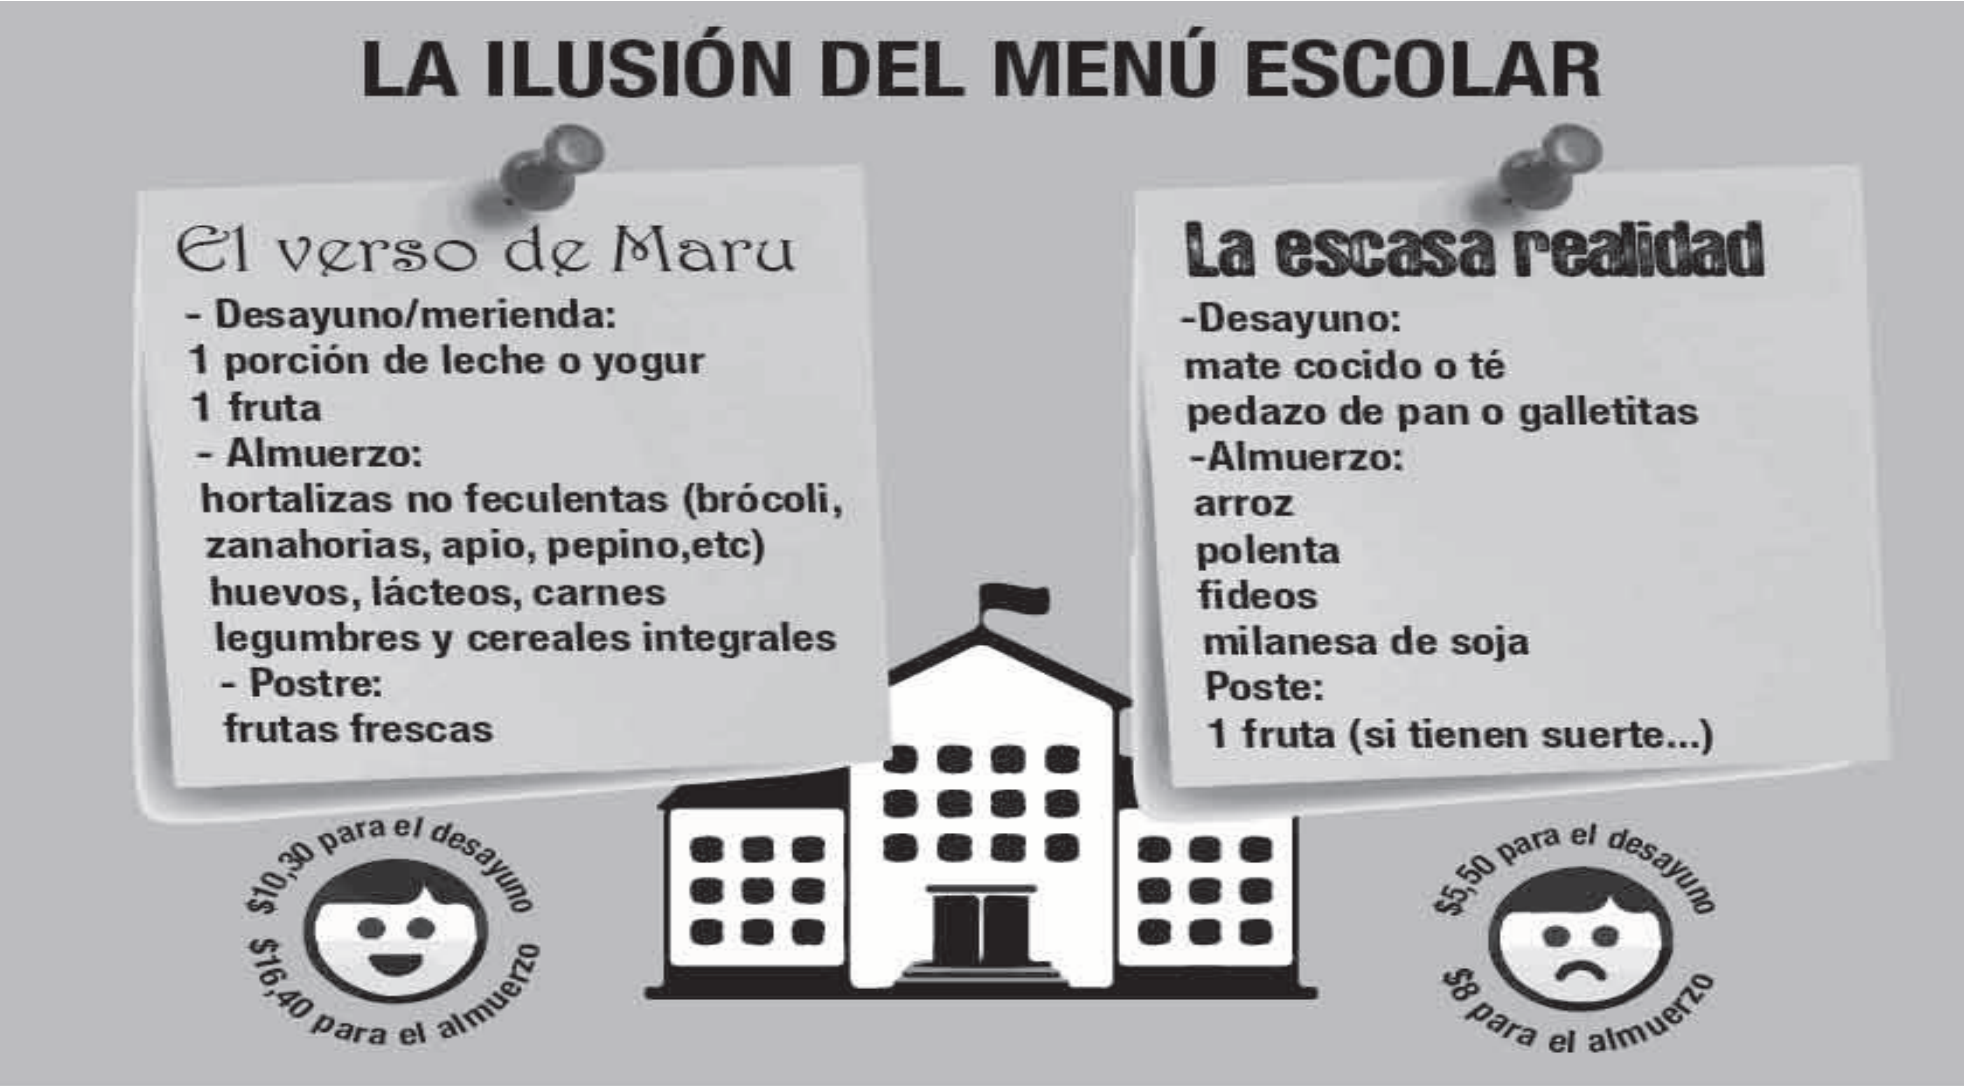 LA ILUSIÓN DEL MENÚ ESCOLAR
El verso de Maru
- Desayuno/merienda:
1 porción de leche o yogur
1 fruta
- Almuerzo:
hortalizas no feculentas (brócoli,
zanahorias, apio, pepino,etc)
huevos, lácteos, carnes
legumbres y cereales integrales
- Postre:
frutas frescas
$10,30 para el desayuno
$16,40 para el almuerzo
La escasa realidad
-Desayuno:
mate cocido o té
pedazo de pan o galletitas
-Almuerzo:
arroz
polenta
fideos
milanesa de soja
Poste:
1 fruta (si tienen suerte...)
$5,50 para el desayuno
$8 para el almuerzo